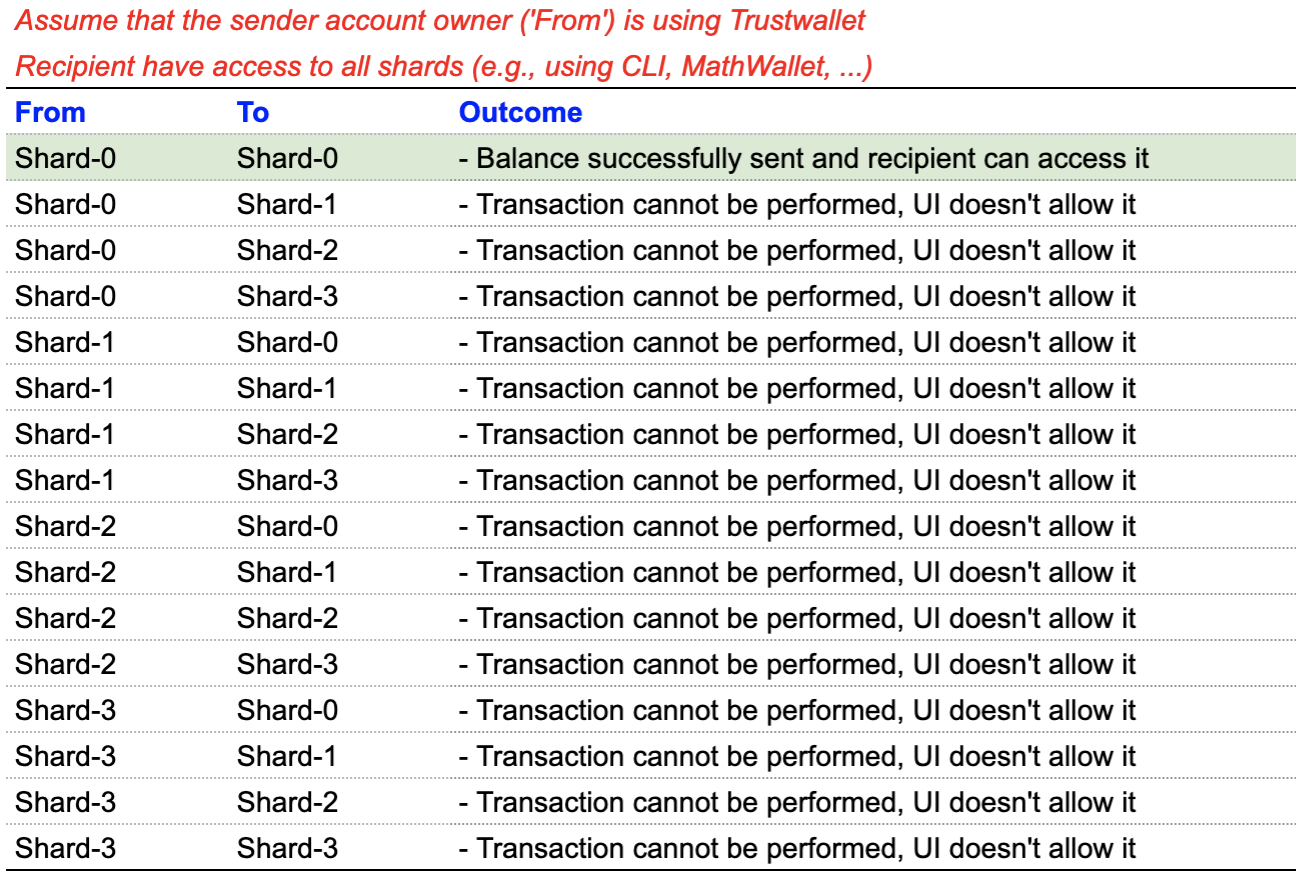 Assume that the sender account owner ('From') is using Trustwallet
Recipient have access to all shards (e.g., using CLI, MathWallet, ...)
From To Outcome
Shard-0 Shard-0 - Balance successfully sent and recipient can access it
Shard-0 Shard-1 - Transaction cannot be performed, UI doesn't allow it
Shard-0 Shard-2 - Transaction cannot be performed, UI doesn't allow it
Shard-0 Shard-3 - Transaction cannot be performed, UI doesn't allow it
Shard-1 Shard-0 - Transaction cannot be performed, UI doesn't allow it
Shard-1 Shard-1 - Transaction cannot be performed, UI doesn't allow it
Shard-1 Shard-2 - Transaction cannot be performed, UI doesn't allow it
Shard-1 Shard-3 - Transaction cannot be performed, UI doesn't allow it
Shard-2 Shard-0 - Transaction cannot be performed, UI doesn't allow it
Shard-2 Shard-1 - Transaction cannot be performed, UI doesn't allow it
Shard-2 Shard-2 - Transaction cannot be performed, UI doesn't allow it
Shard-2 Shard-3 - Transaction cannot be performed, UI doesn't allow it
Shard-3 Shard-0 - Transaction cannot be performed, UI doesn't allow it
Shard-3 Shard-1 - Transaction cannot be performed, UI doesn't allow it
Shard-3 Shard-2 - Transaction cannot be performed, UI doesn't allow it
Shard-3 Shard-3 - Transaction cannot be performed, UI doesn't allow it